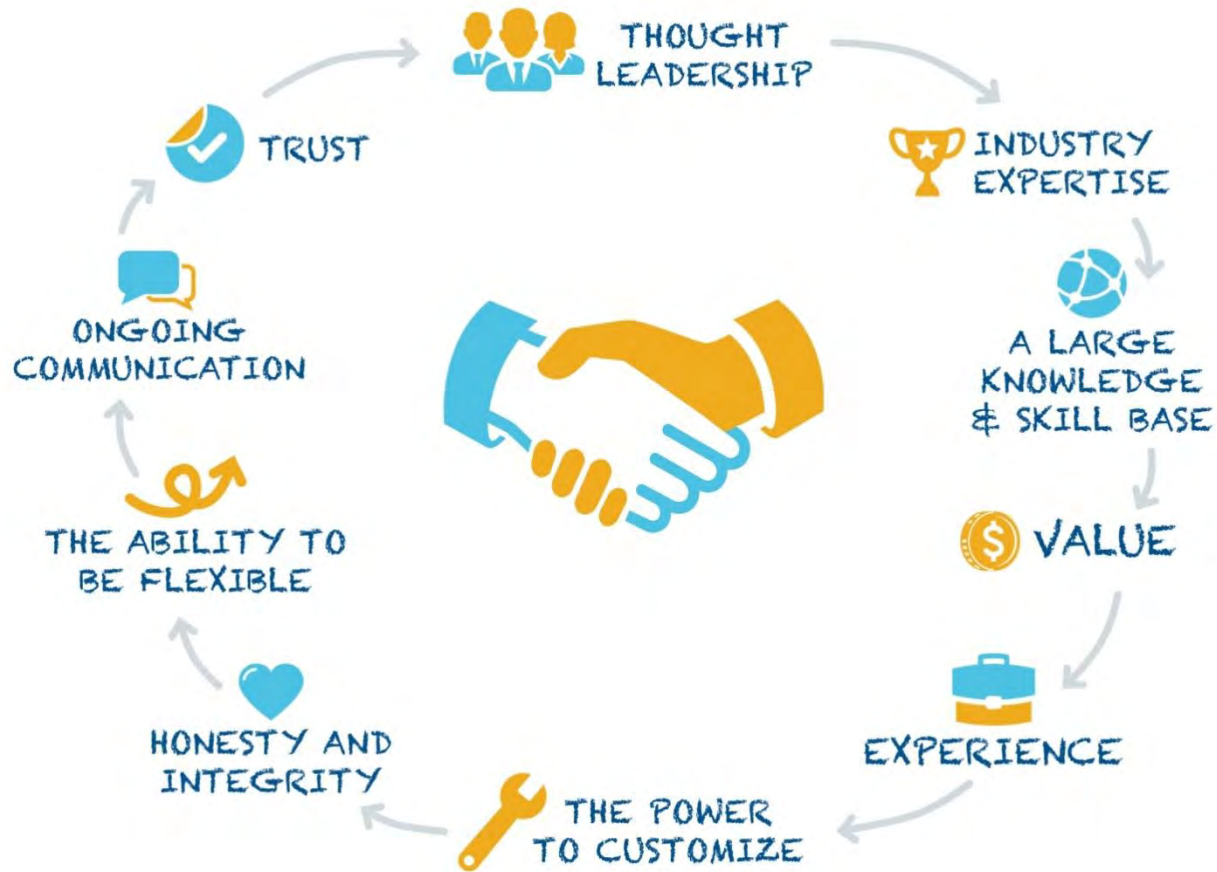 THOUGHT
LEADERSHIP
INDUSTRY
EXPERTISE
A LARGE
KNOWLEDGE
& SKILL BASE
$
VALUE
EXPERIENCE
THE POWER
TO CUSTOMIZE
HONESTY AND
INTEGRITY
THE ABILITY TO
BE FLEXIBLE
ONGOING
COMMUNICATION
TRUST